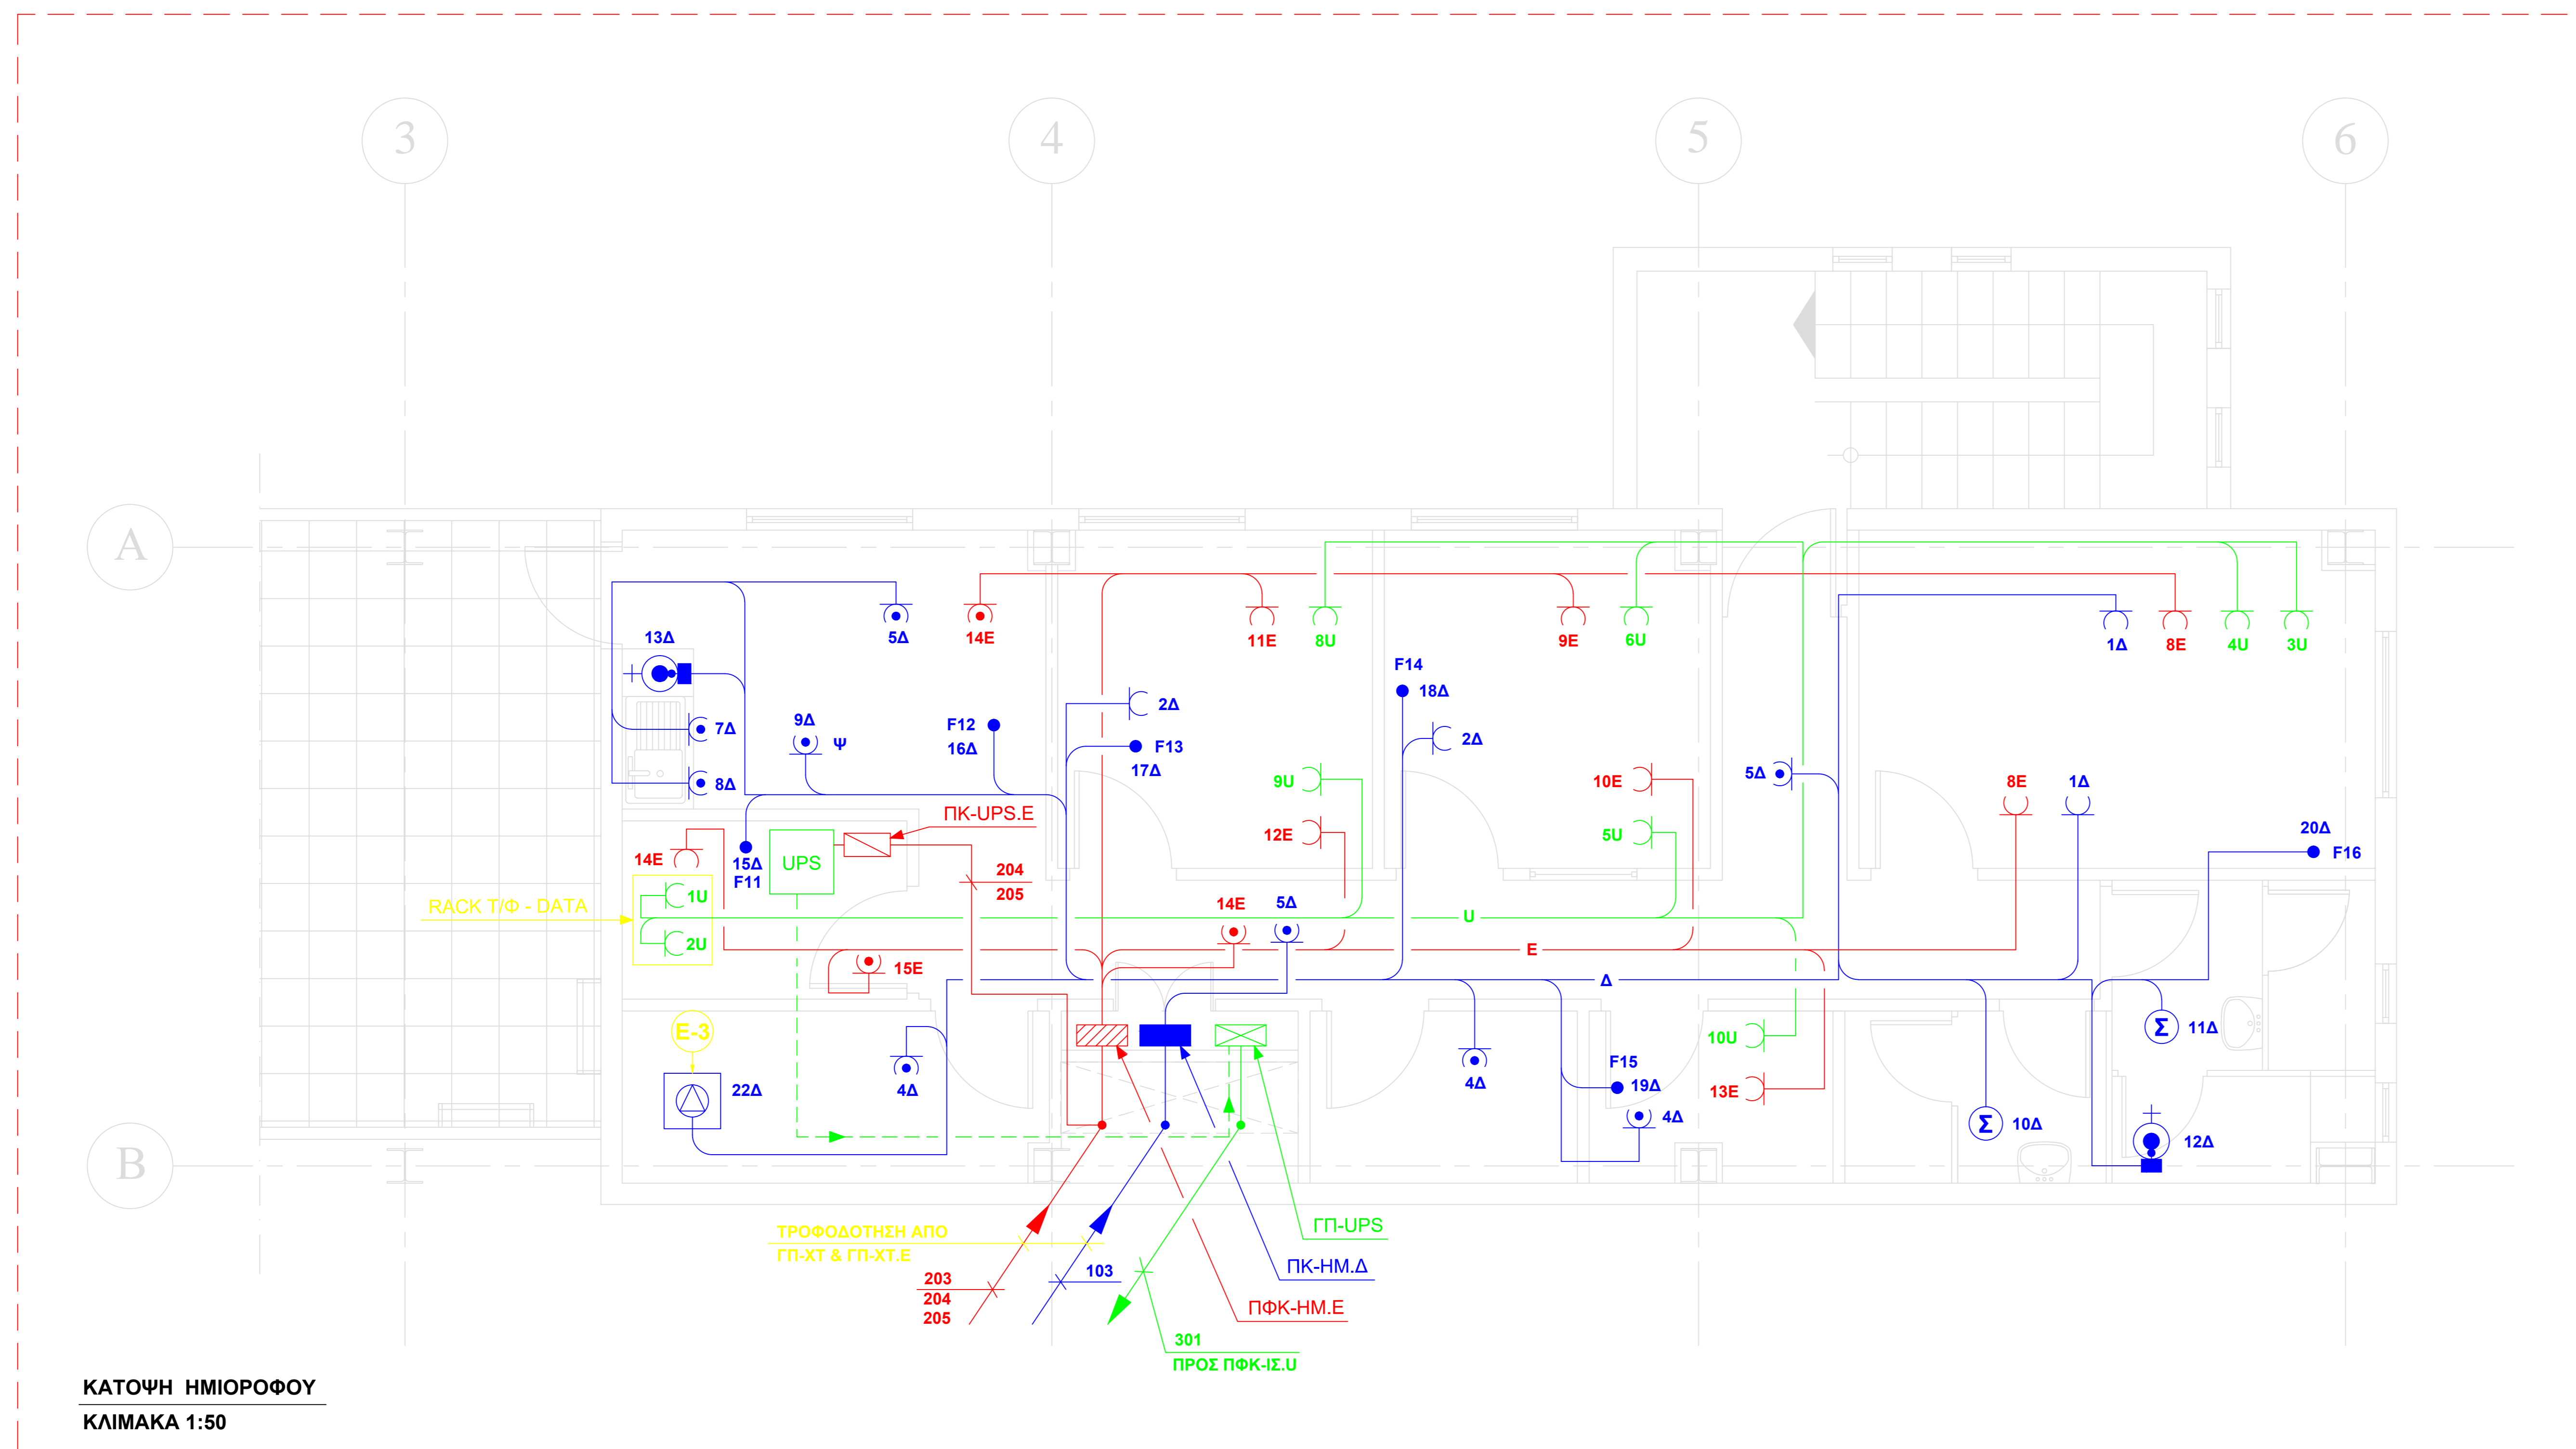 3
4
5
6
A
B
5Δ
14E
11E
8U
9E
6U
1Δ
8E
4U
3U
13Δ
7Δ
8Δ
9Δ
Ψ
F12
16Δ
2Δ
F13
17Δ
F14
18Δ
2Δ
5Δ
8E
1Δ
20Δ
F16
9U
12E
10E
5U
ΠΚ-UPS.E
14E
15Δ
F11
UPS
204
205
RACK Τ/Φ - DATA
1U
2U
14E
5Δ
U
E
Δ
15E
E-3
22Δ
4Δ
4Δ
F15
19Δ
4Δ
10U
13E
Σ
11Δ
Σ
10Δ
12Δ
ΤΡΟΦΟΔΟΤΗΣΗ ΑΠΟ
ΓΠ-ΧΤ & ΓΠ-ΧΤ.Ε
203
204
205
103
ΓΠ-UPS
ΠΚ-ΗΜ.Δ
ΠΦΚ-ΗΜ.Ε
301
ΠΡΟΣ ΠΦΚ-ΙΣ.U
ΚΑΤΟΨΗ ΗΜΙΟΡΟΦΟΥ
ΚΛΙΜΑΚΑ 1:50